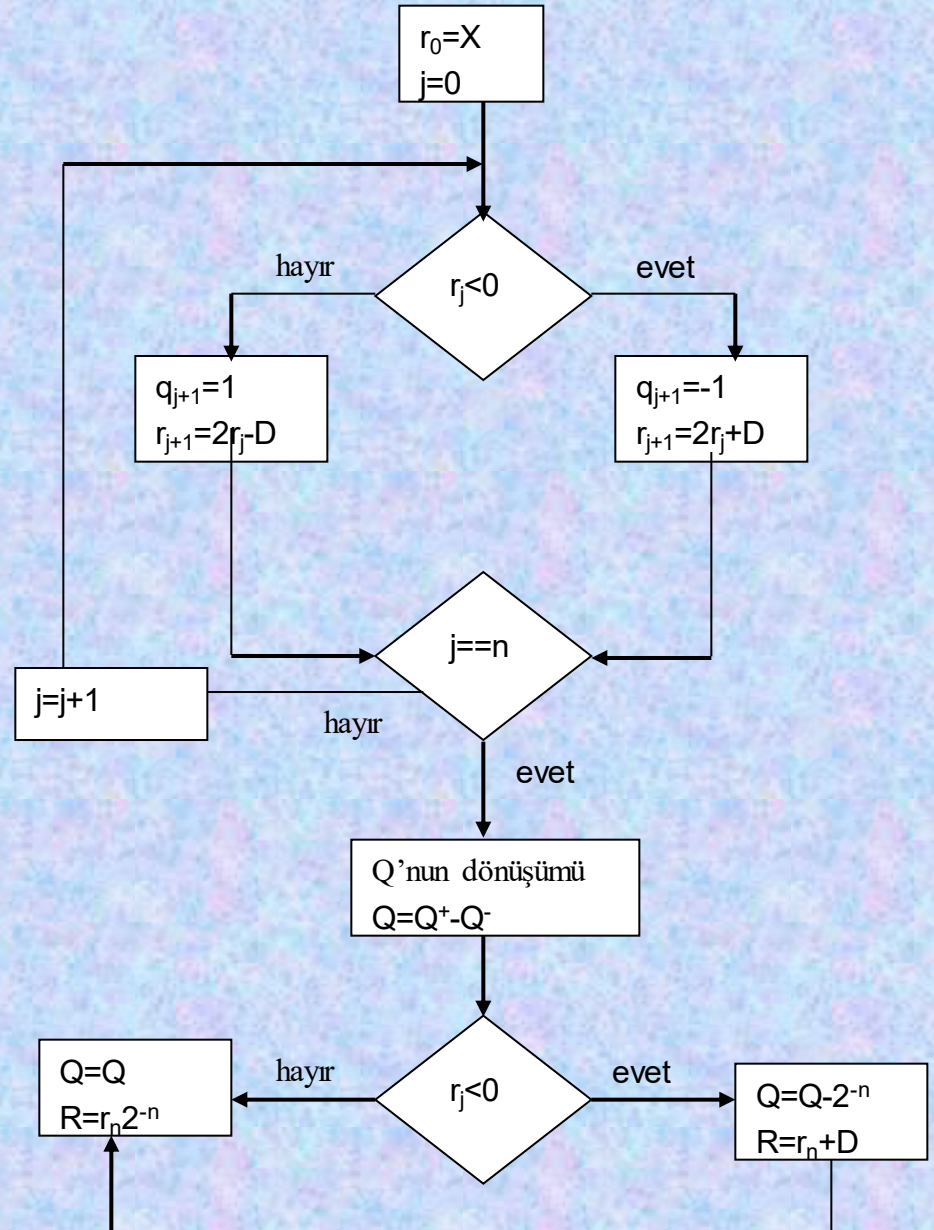 r₀=X
j=0
rⱼ<0
hayır
evet
qⱼ₊₁=1
rⱼ₊₁=2rⱼ-D
qⱼ₊₁=-1
rⱼ₊₁=2rⱼ+D
j==n
j=j+1
hayır
evet
Q’nun dönüşümü
Q=Q⁺-Q⁻
rⱼ<0
hayır
evet
Q=Q
R=rₙ2⁻ⁿ
Q=Q-2⁻ⁿ
R=rₙ+D